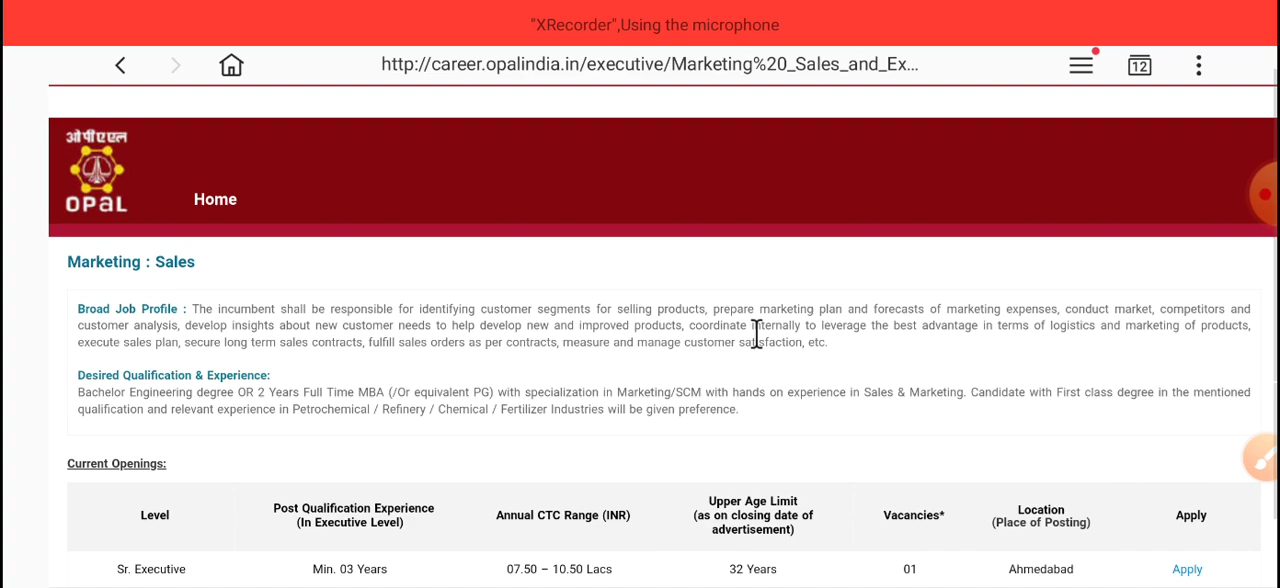 "XRecorder",Using the microphone
http://career.opalindia.in/executive/Marketing%20_Sales_and_Ex...
12
ओपीएएल
OPaL
Home
Marketing : Sales
Broad Job Profile : The incumbent shall be responsible for identifying customer segments for selling products, prepare marketing plan and forecasts of marketing expenses, conduct market, competitors and
customer analysis, develop insights about new customer needs to help develop new and improved products, coordinate internally to leverage the best advantage in terms of logistics and marketing of products,
execute sales plan, secure long term sales contracts, fulfill sales orders as per contracts, measure and manage customer satisfaction, etc.
Desired Qualification & Experience:
Bachelor Engineering degree OR 2 Years Full Time MBA (/Or equivalent PG) with specialization in Marketing/SCM with hands on experience in Sales & Marketing. Candidate with First class degree in the mentioned
qualification and relevant experience in Petrochemical / Refinery / Chemical / Fertilizer Industries will be given preference.
Current Openings:
Level
Post Qualification Experience
(In Executive Level)
Annual CTC Range (INR)
Upper Age Limit
(as on closing date of
advertisement)
Vacancies*
Location
(Place of Posting)
Apply
Sr. Executive
Min. 03 Years
07.50 – 10.50 Lacs
32 Years
01
Ahmedabad
Apply